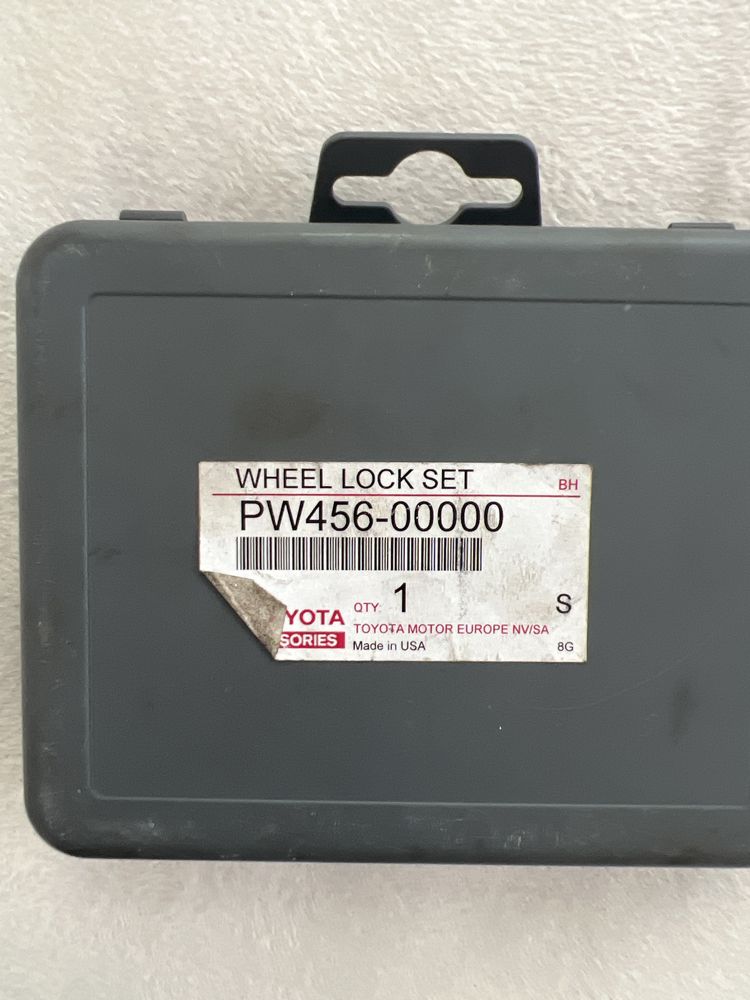 WHEEL LOCK SET BH
PW456-00000
QTY: 1 S
YOTA
SORIES
TOYOTA MOTOR EUROPE NV/SA
Made in USA 8G